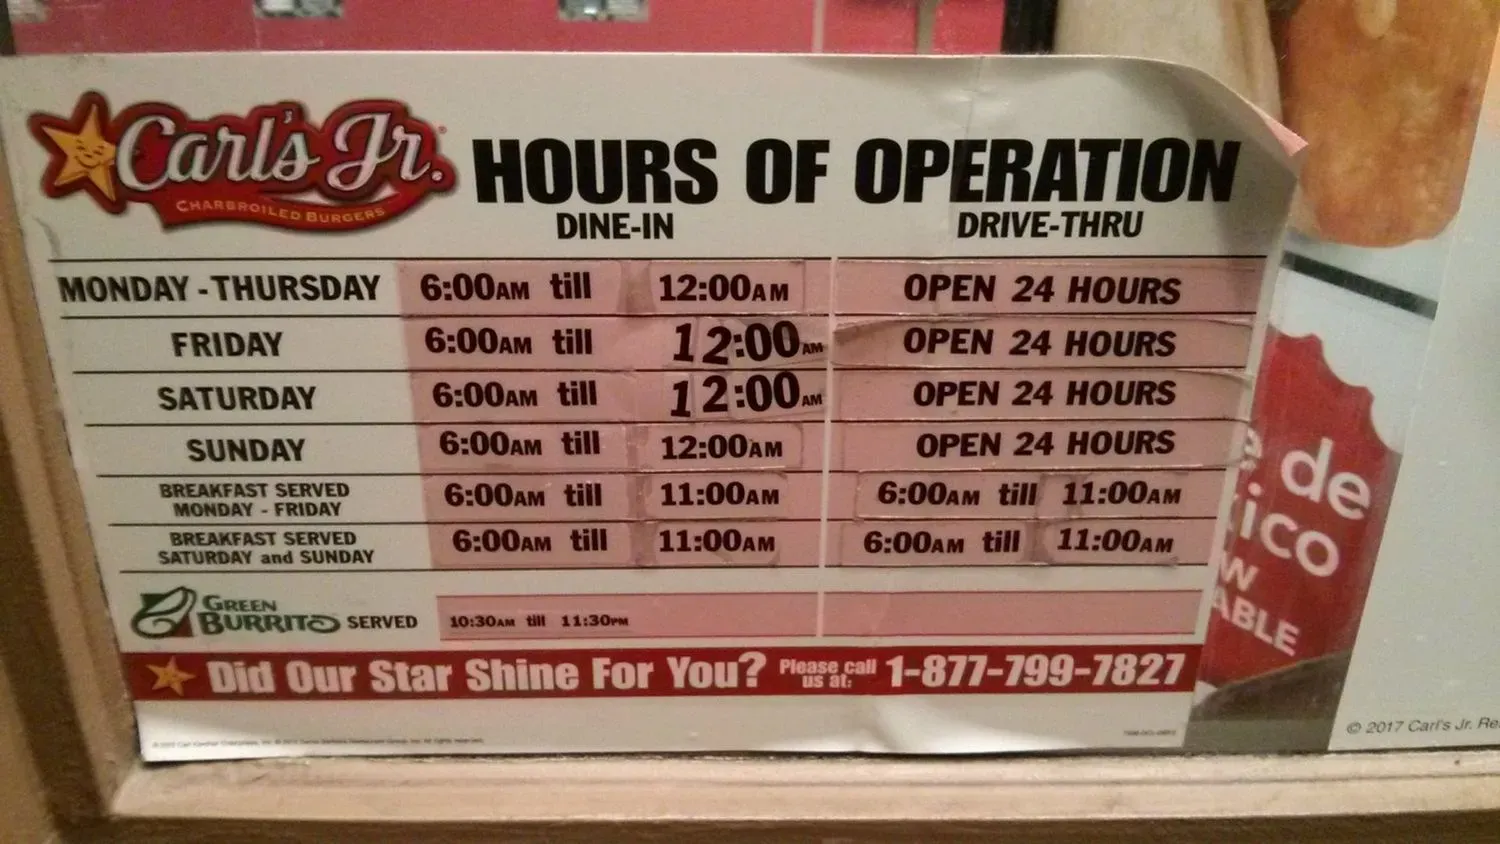 Carl's Jr.
CHARBROILED BURGERS
HOURS OF OPERATION
DINE-IN DRIVE-THRU
MONDAY - THURSDAY 6:00AM till 12:00AM OPEN 24 HOURS
FRIDAY 6:00AM till 12:00AM OPEN 24 HOURS
SATURDAY 6:00AM till 12:00AM OPEN 24 HOURS
SUNDAY 6:00AM till 12:00AM OPEN 24 HOURS
BREAKFAST SERVED
MONDAY - FRIDAY 6:00AM till 11:00AM 6:00AM till 11:00AM
BREAKFAST SERVED
SATURDAY and SUNDAY 6:00AM till 11:00AM 6:00AM till 11:00AM
GREEN
BURRITO SERVED 10:30AM till 11:30PM
Did Our Star Shine For You? Please call us at: 1-877-799-7827
de
ico
W
ABLE
© 2017 Carl's Jr. Re